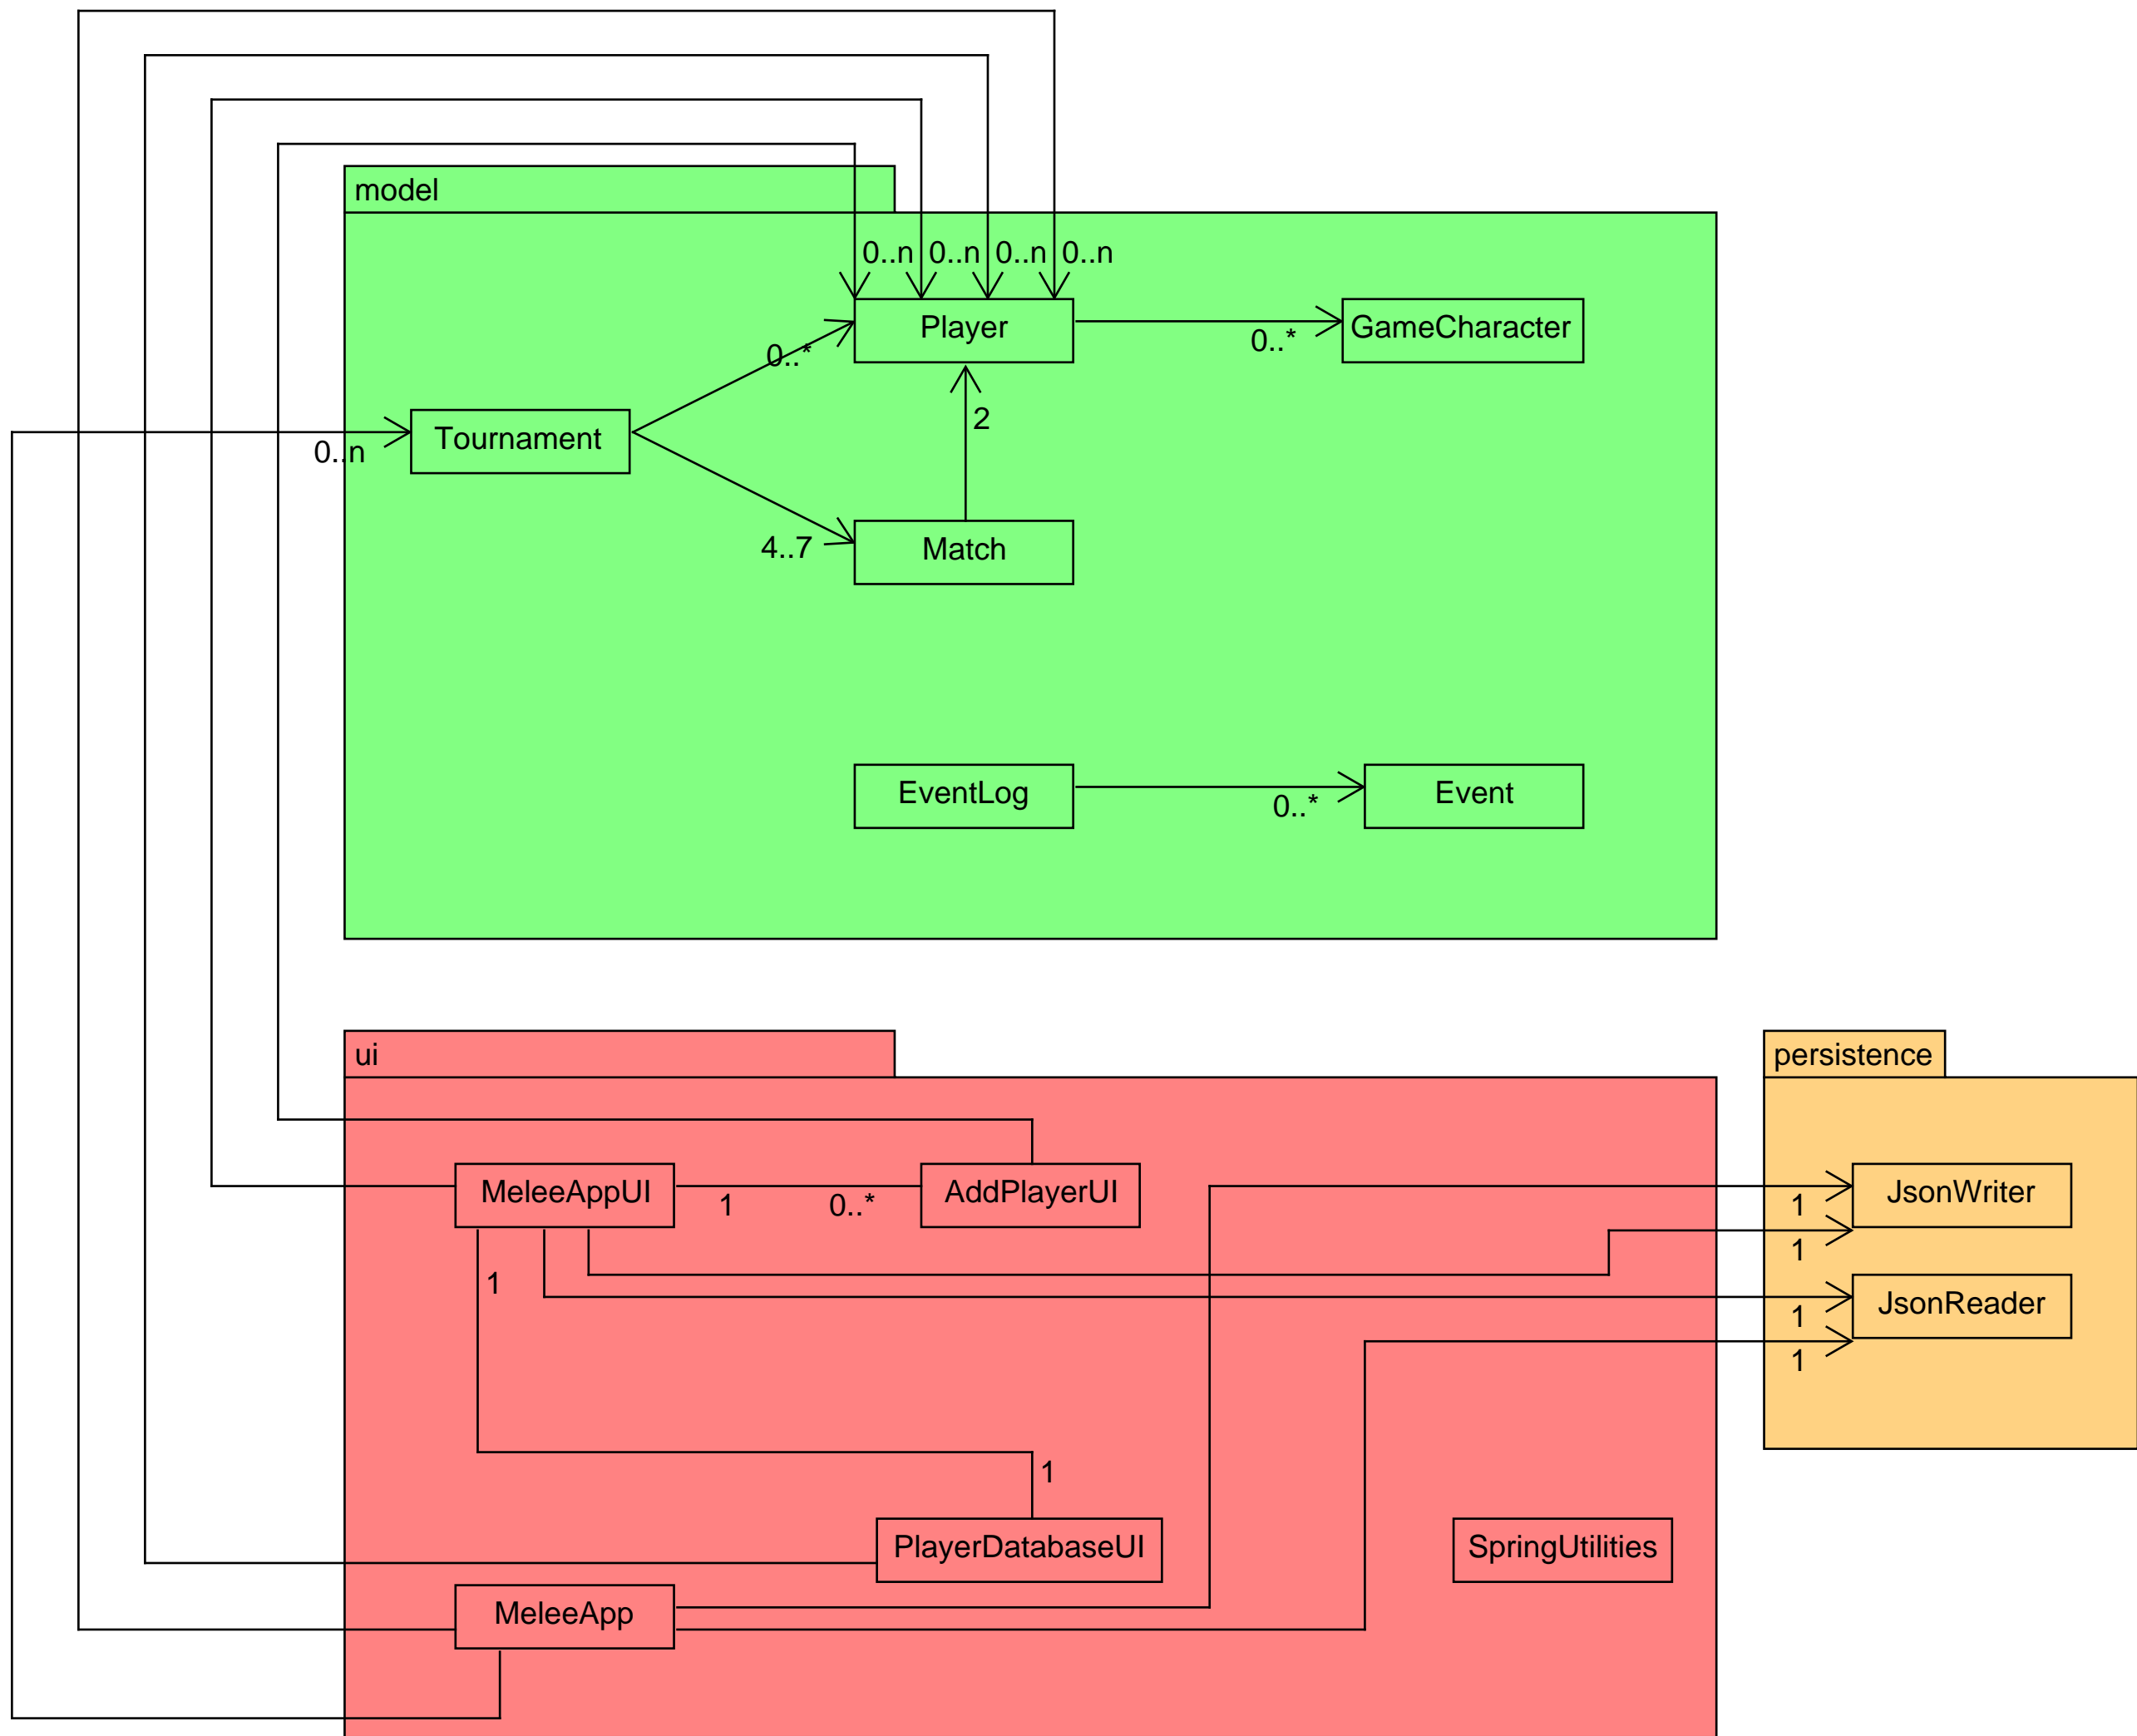 model
0..n 0..n 0..n 0..n
Player
GameCharacter
0..*
0..*
2
Tournament
0..n
4..7
Match
EventLog
Event
0..*
ui
persistence
MeleeAppUI
AddPlayerUI
JsonWriter
1
0..*
1
1
1
JsonReader
1
1
1
PlayerDatabaseUI
SpringUtilities
MeleeApp